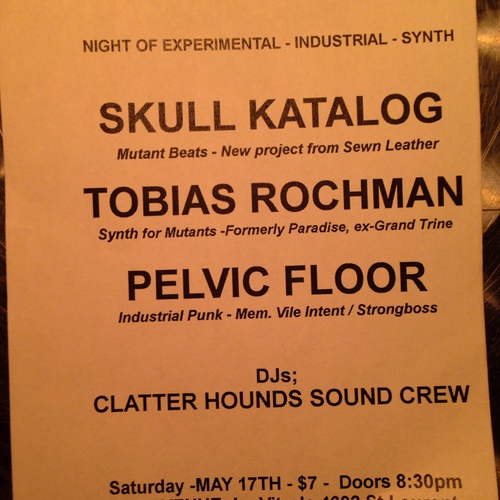 NIGHT OF EXPERIMENTAL - INDUSTRIAL - SYNTH
SKULL KATALOG
Mutant Beats - New project from Sewn Leather
TOBIAS ROCHMAN
Synth for Mutants -Formerly Paradise, ex-Grand Trine
PELVIC FLOOR
Industrial Punk - Mem. Vile Intent / Strongboss
DJs;
CLATTER HOUNDS SOUND CREW
Saturday -MAY 17TH - $7 - Doors 8:30pm